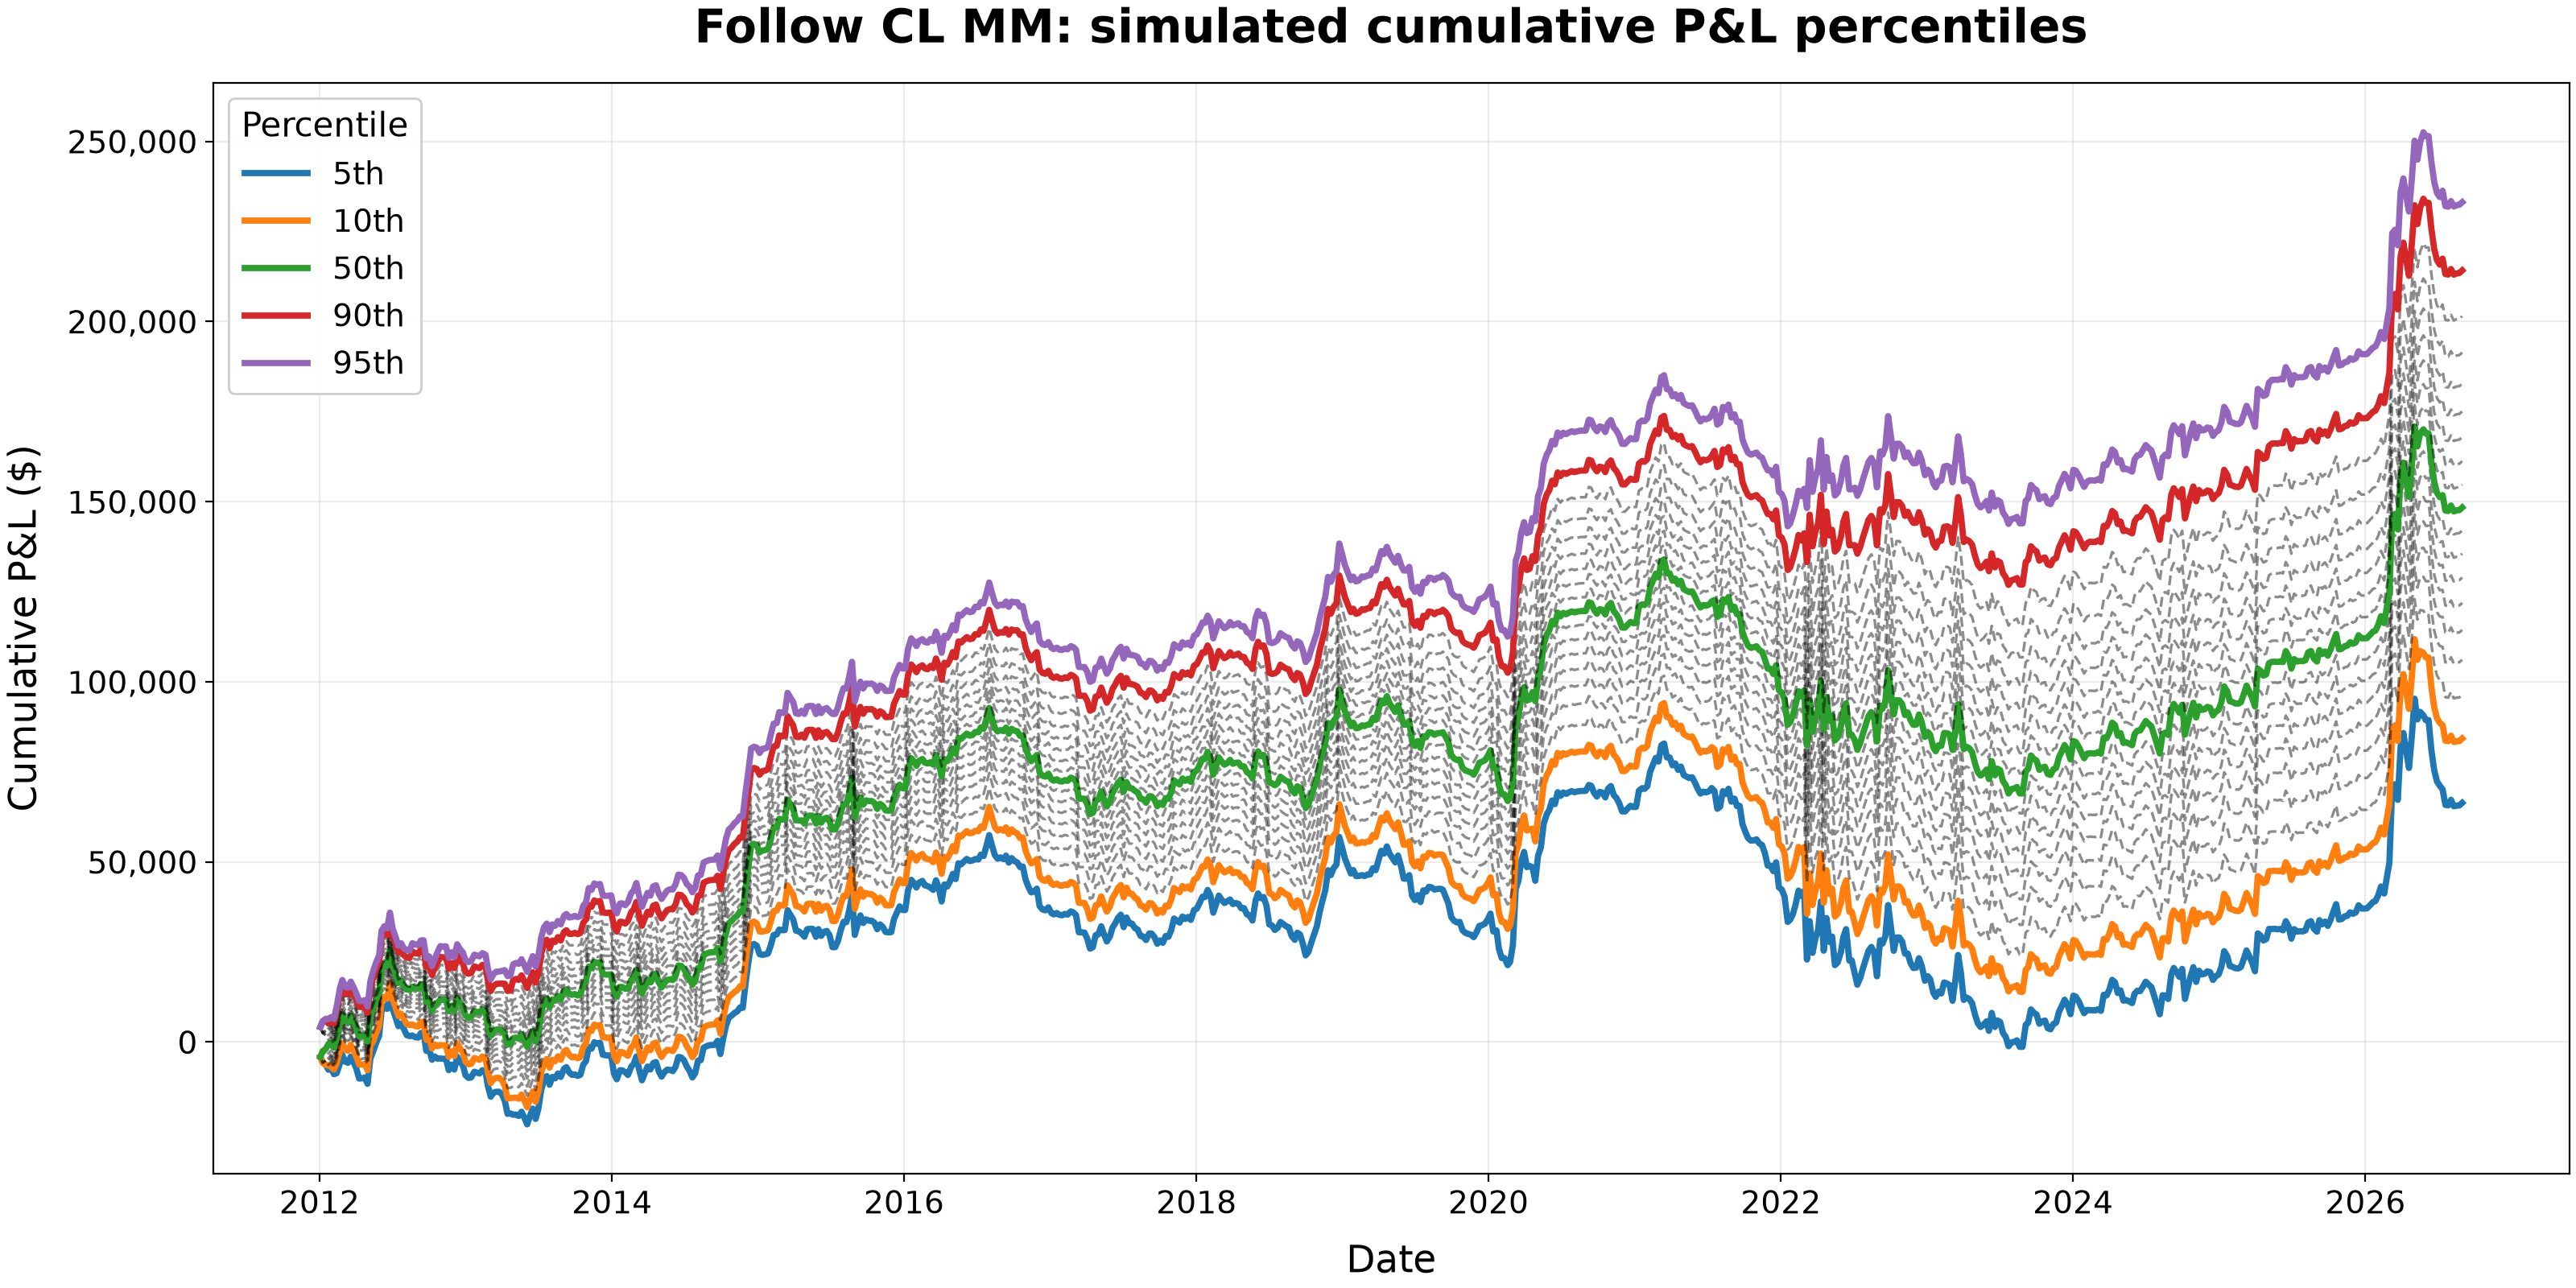 Follow CL MM: simulated cumulative P&L percentiles
Percentile
5th
10th
50th
90th
95th
Cumulative P&L ($)
250,000
200,000
150,000
100,000
50,000
0
2012 2014 2016 2018 2020 2022 2024 2026
Date